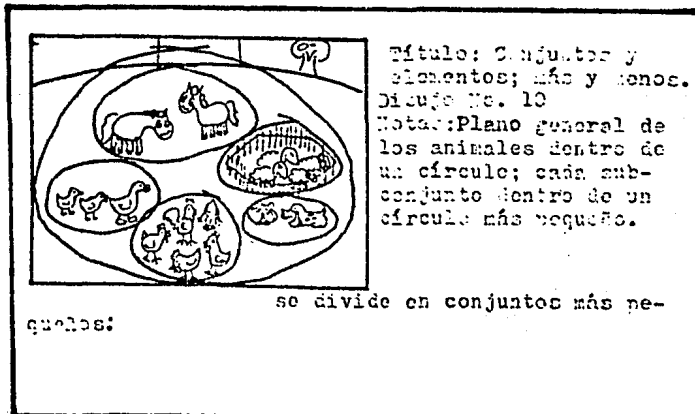 Título: Conjuntos y
elementos; más y menos.
Dibujo No. 10
Notas:Plano general de
los animales dentro de
un círculo; cada sub-
conjunto dentro de un
círculo más pequeño.
se divide en conjuntos más pe-
queños: